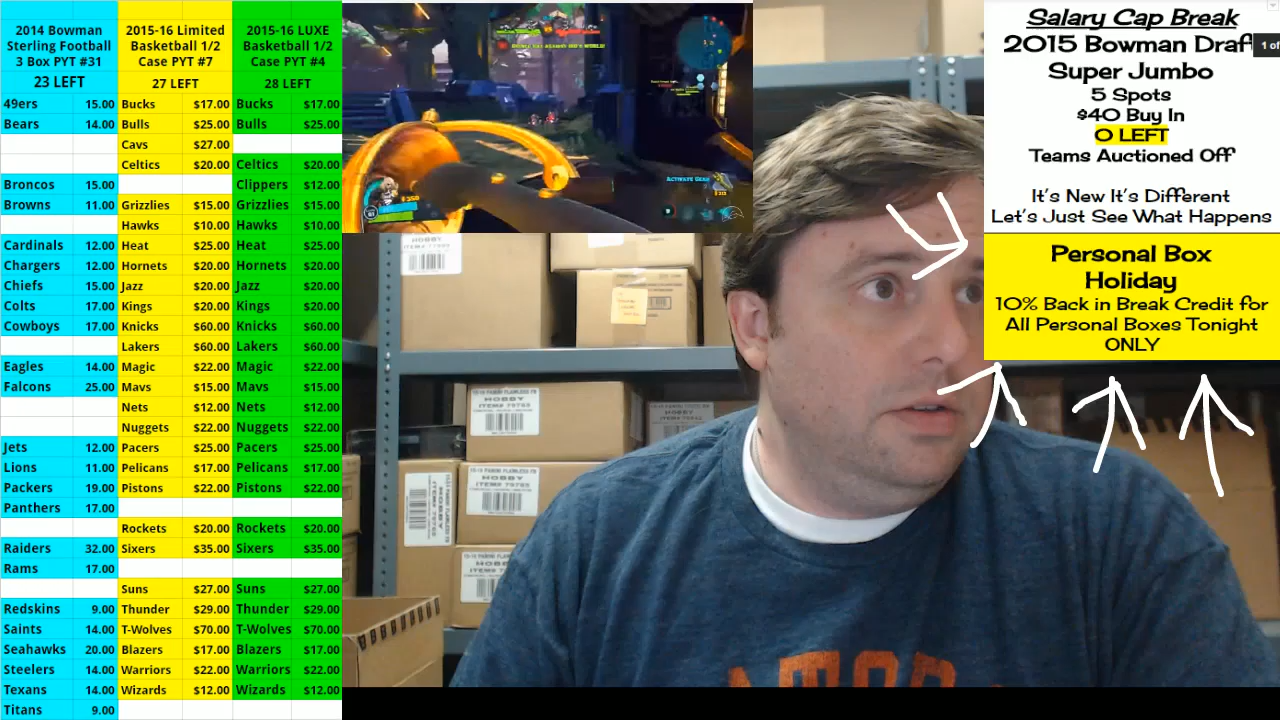 2014 Bowman
Sterling Football
3 Box PYT #31
23 LEFT
49ers 15.00
Bears 14.00
Broncos 15.00
Browns 11.00
Cardinals 12.00
Chargers 12.00
Chiefs 15.00
Colts 17.00
Cowboys 17.00
Eagles 14.00
Falcons 25.00
Jets 12.00
Lions 11.00
Packers 19.00
Panthers 17.00
Raiders 32.00
Rams 17.00
Redskins 9.00
Saints 14.00
Seahawks 20.00
Steelers 14.00
Texans 14.00
Titans 9.00
2015-16 Limited
Basketball 1/2
Case PYT #7
27 LEFT
Bucks $17.00
Bulls $25.00
Cavs $27.00
Celtics $20.00
Grizzlies $15.00
Hawks $10.00
Heat $25.00
Hornets $20.00
Jazz $20.00
Kings $20.00
Knicks $60.00
Lakers $60.00
Magic $22.00
Mavs $15.00
Nets $12.00
Nuggets $22.00
Pacers $25.00
Pelicans $17.00
Pistons $22.00
Rockets $20.00
Sixers $35.00
Suns $27.00
Thunder $29.00
T-Wolves $70.00
Blazers $17.00
Warriors $22.00
Wizards $12.00
2015-16 LUXE
Basketball 1/2
Case PYT #4
28 LEFT
Bucks $17.00
Bulls $25.00
Celtics $20.00
Clippers $12.00
Grizzlies $15.00
Hawks $10.00
Heat $25.00
Hornets $20.00
Jazz $20.00
Kings $20.00
Knicks $60.00
Lakers $60.00
Magic $22.00
Mavs $15.00
Nets $12.00
Nuggets $22.00
Pacers $25.00
Pelicans $17.00
Pistons $22.00
Rockets $20.00
Sixers $35.00
Suns $27.00
Thunder $29.00
T-Wolves $70.00
Blazers $17.00
Warriors $22.00
Wizards $12.00
ACTIVATE GEAR
HOBBY
HOBBY
ITEM# 79763
HOBBY
HOBBY
ITEM# 79763
HOBBY
HOBBY
Salary Cap Break
2015 Bowman Draft
1 of
Super Jumbo
5 Spots
$40 Buy In
0 LEFT
Teams Auctioned Off
It's New It's Different
Let's Just See What Happens
Personal Box
Holiday
10% Back in Break Credit for
All Personal Boxes Tonight
ONLY